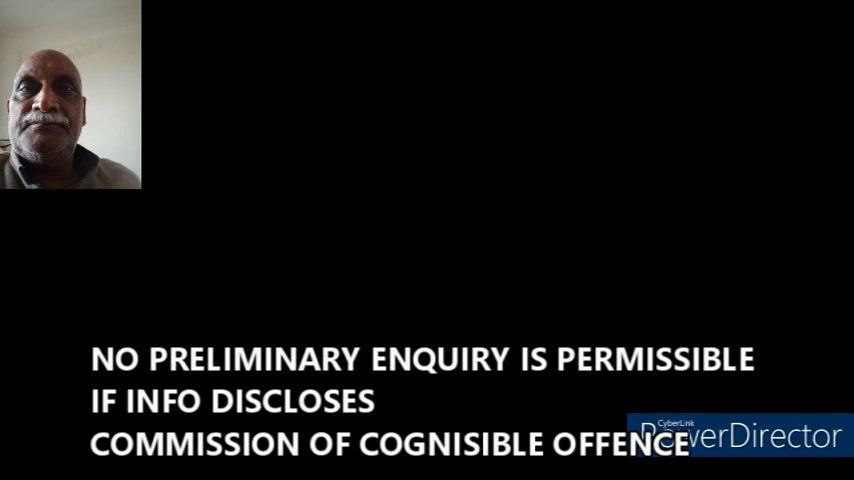 NO PRELIMINARY ENQUIRY IS PERMISSIBLE
IF INFO DISCLOSES
COMMISSION OF COGNISIBLE OFFENCE
CyberLink
PowerDirector